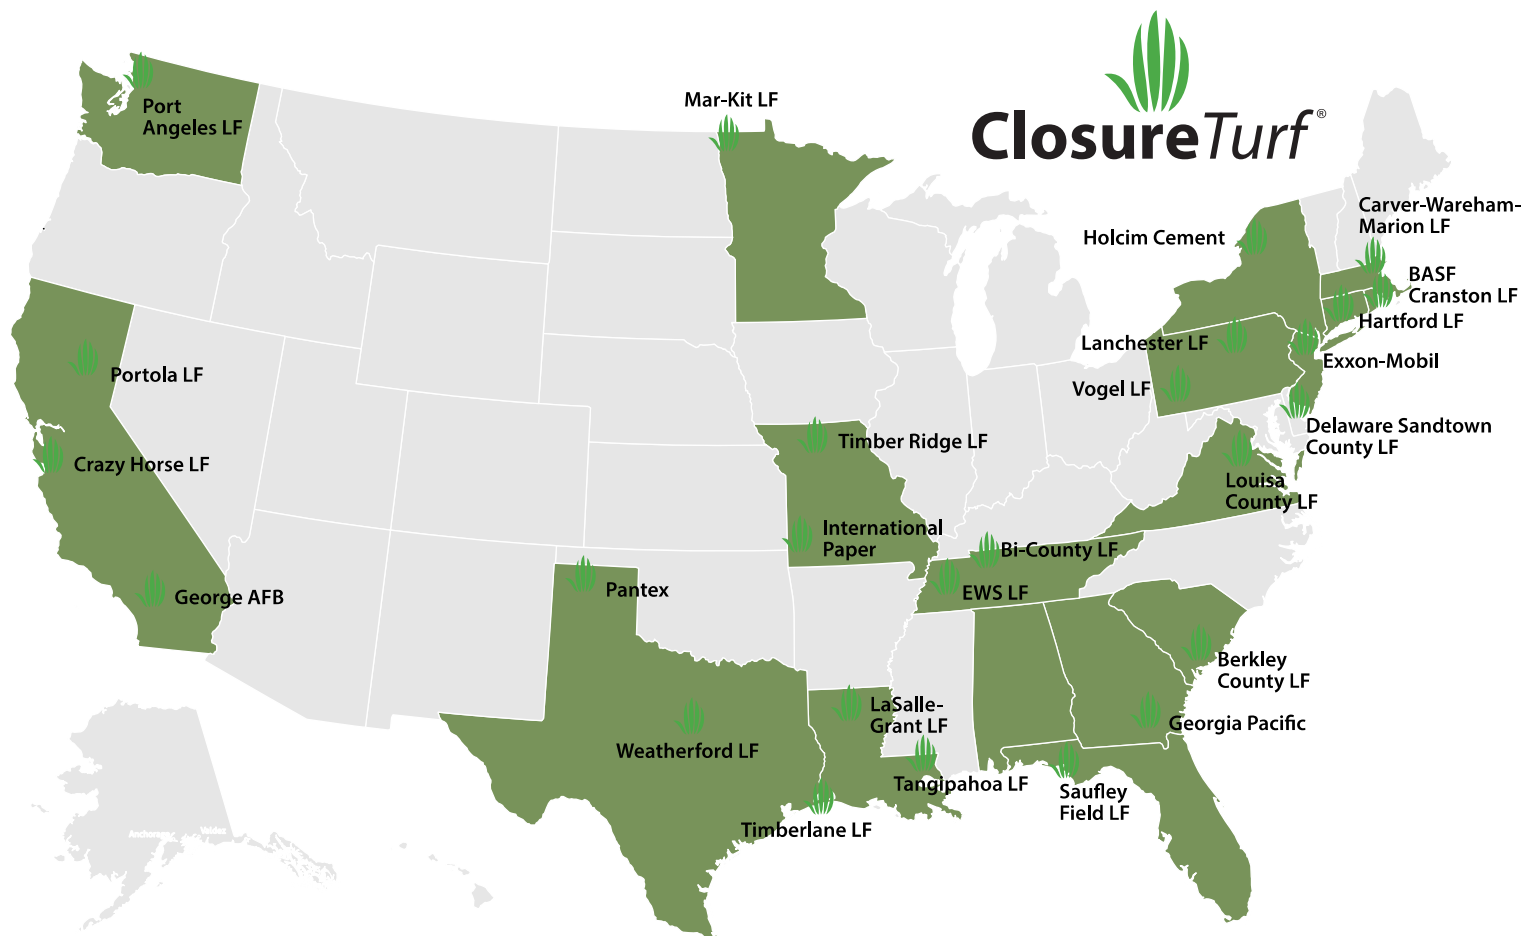 ClosureTurf®
Port
Angeles LF
Mar-Kit LF
Carver-Wareham-
Marion LF
Holcim Cement
BASF
Cranston LF
Hartford LF
Lanchester LF
Exxon-Mobil
Portola LF
Vogel LF
Delaware Sandtown
County LF
Timber Ridge LF
Crazy Horse LF
Louisa
County LF
International
Paper
Bi-County LF
Pantex
EWS LF
George AFB
Berkley
County LF
LaSalle-
Grant LF
Georgia Pacific
Weatherford LF
Tangipahoa LF
Saufley
Field LF
Timberlane LF
Anchorage
Valdez